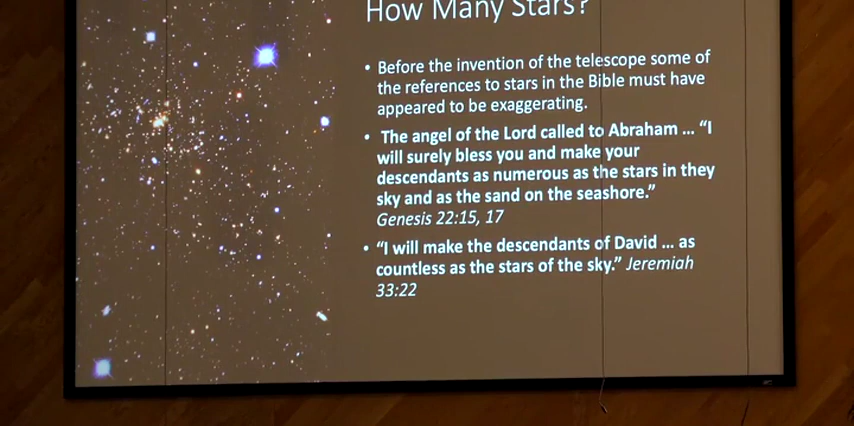 How Many Stars?
• Before the invention of the telescope some of
the references to stars in the Bible must have
appeared to be exaggerating.
• The angel of the Lord called to Abraham ... “I
will surely bless you and make your
descendants as numerous as the stars in they
sky and as the sand on the seashore.”
Genesis 22:15, 17
• “I will make the descendants of David ... as
countless as the stars of the sky.” Jeremiah
33:22